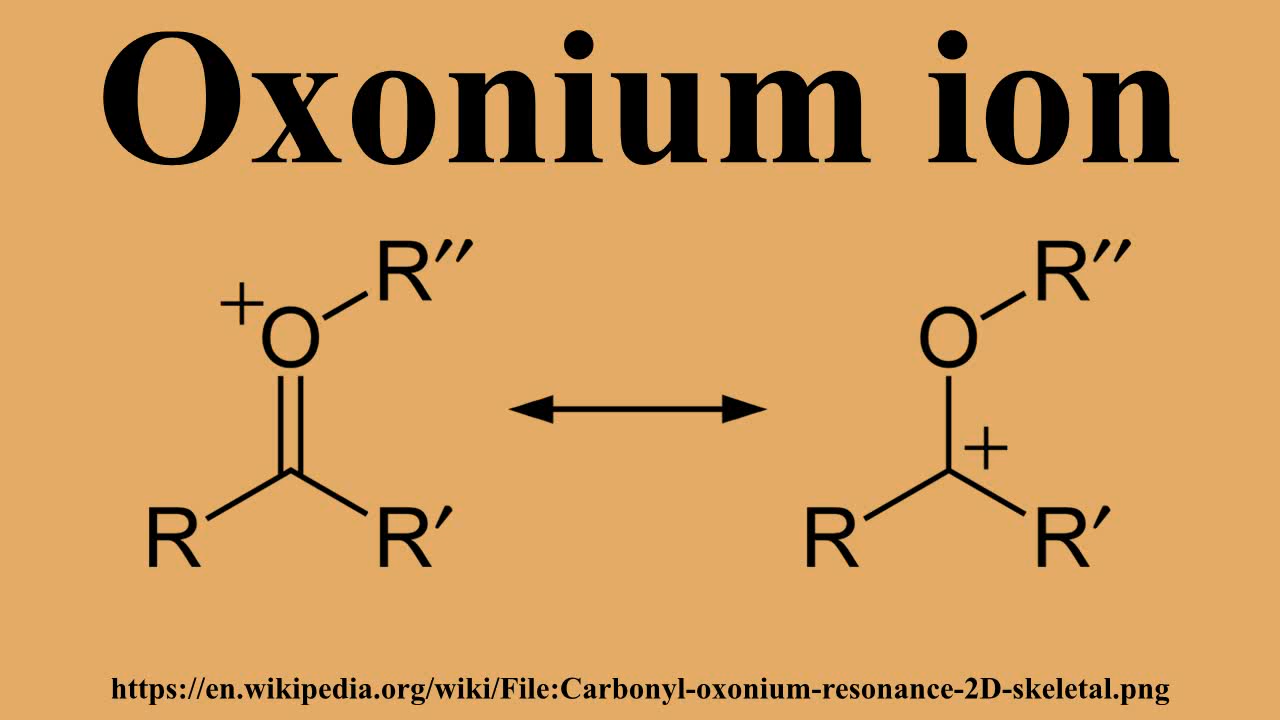 Oxonium ion
R″ R″
+O O
+
R R′ R R′
https://en.wikipedia.org/wiki/File:Carbonyl-oxonium-resonance-2D-skeletal.png